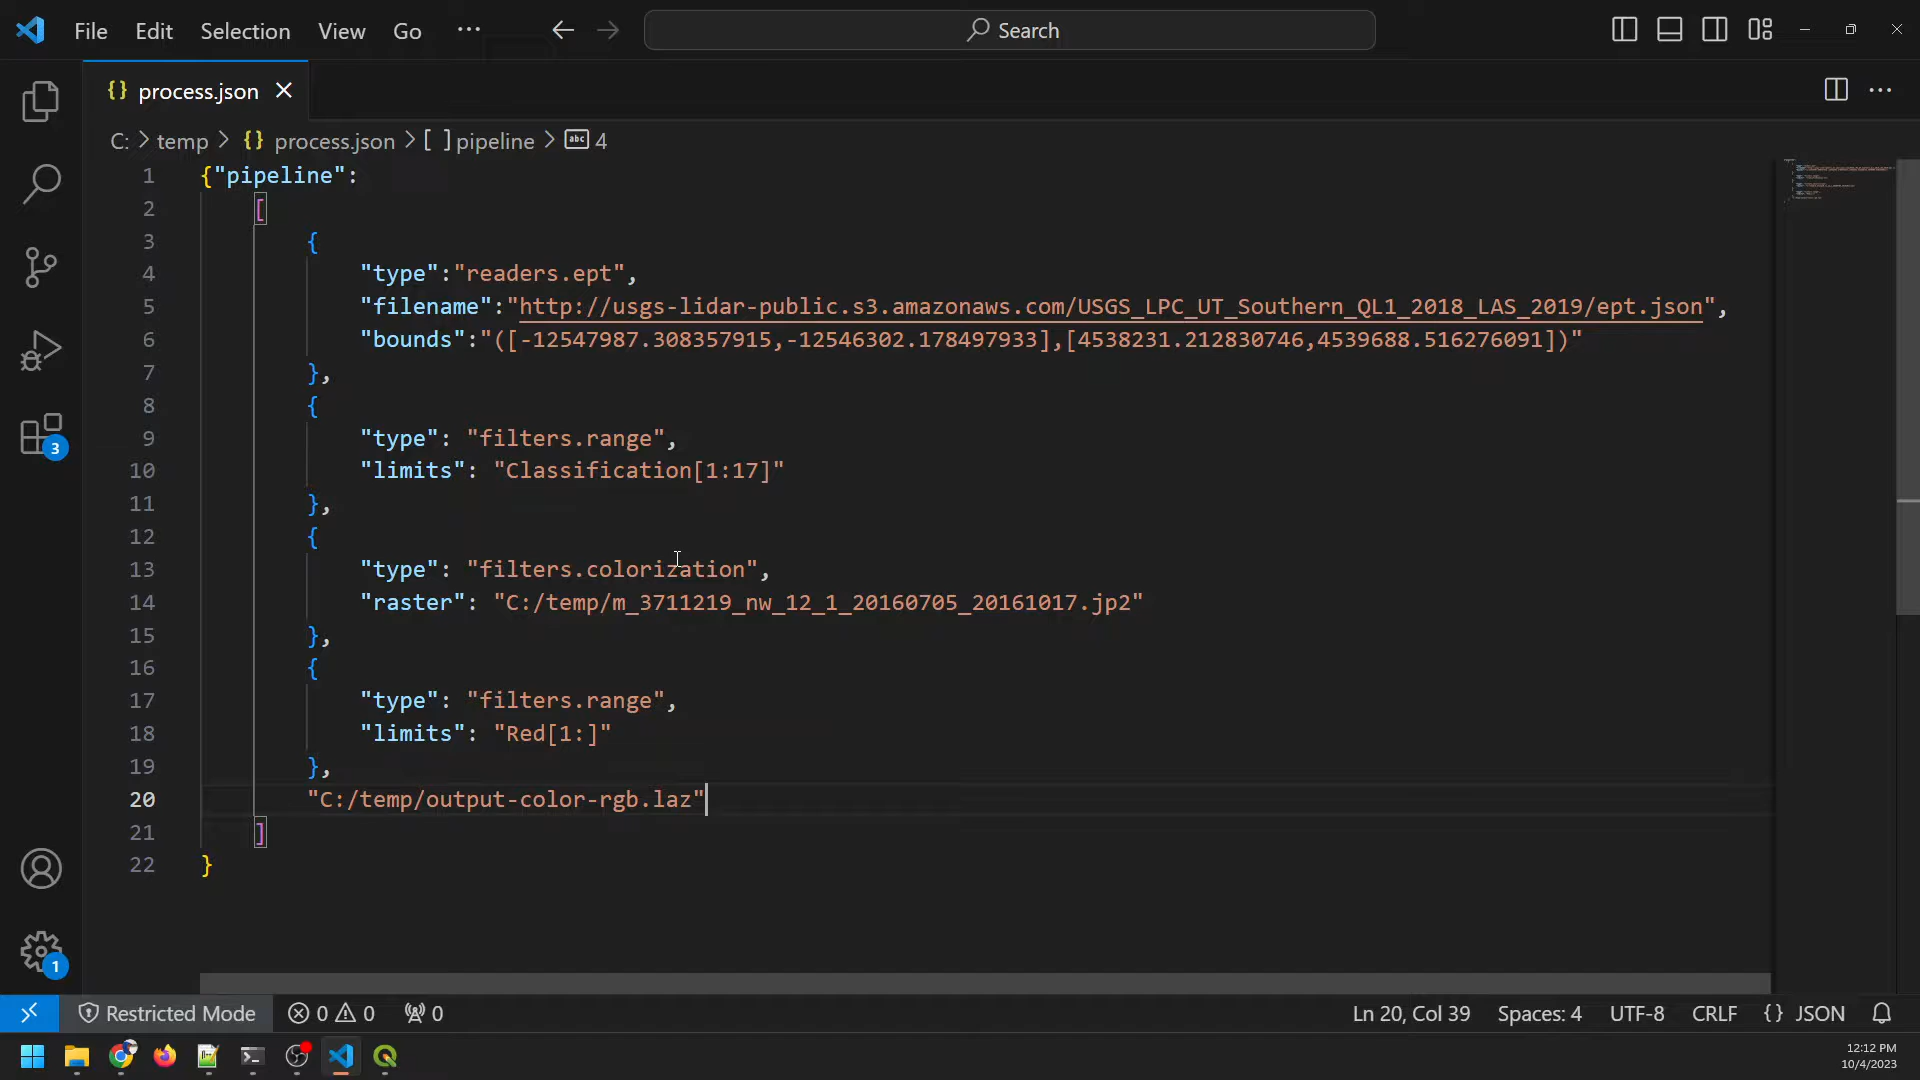 File Edit Selection View Go ··· Search
{} process.json
C: > temp > {} process.json > [ ] pipeline > abc 4
1 {"pipeline":
2 [
3 {
4 "type":"readers.ept",
5 "filename":"http://usgs-lidar-public.s3.amazonaws.com/USGS_LPC_UT_Southern_QL1_2018_LAS_2019/ept.json",
6 "bounds":"([-12547987.308357915,-12546302.178497933],[4538231.212830746,4539688.516276091])"
7 },
8 {
9 "type": "filters.range",
10 "limits": "Classification[1:17]"
11 },
12 {
13 "type": "filters.colorization",
14 "raster": "C:/temp/m_3711219_nw_12_1_20160705_20161017.jp2"
15 },
16 {
17 "type": "filters.range",
18 "limits": "Red[1:]"
19 },
20 "C:/temp/output-color-rgb.laz"
21 ]
22 }
3
1
Restricted Mode 0 0 0 Ln 20, Col 39 Spaces: 4 UTF-8 CRLF {} JSON
12:12 PM
10/4/2023